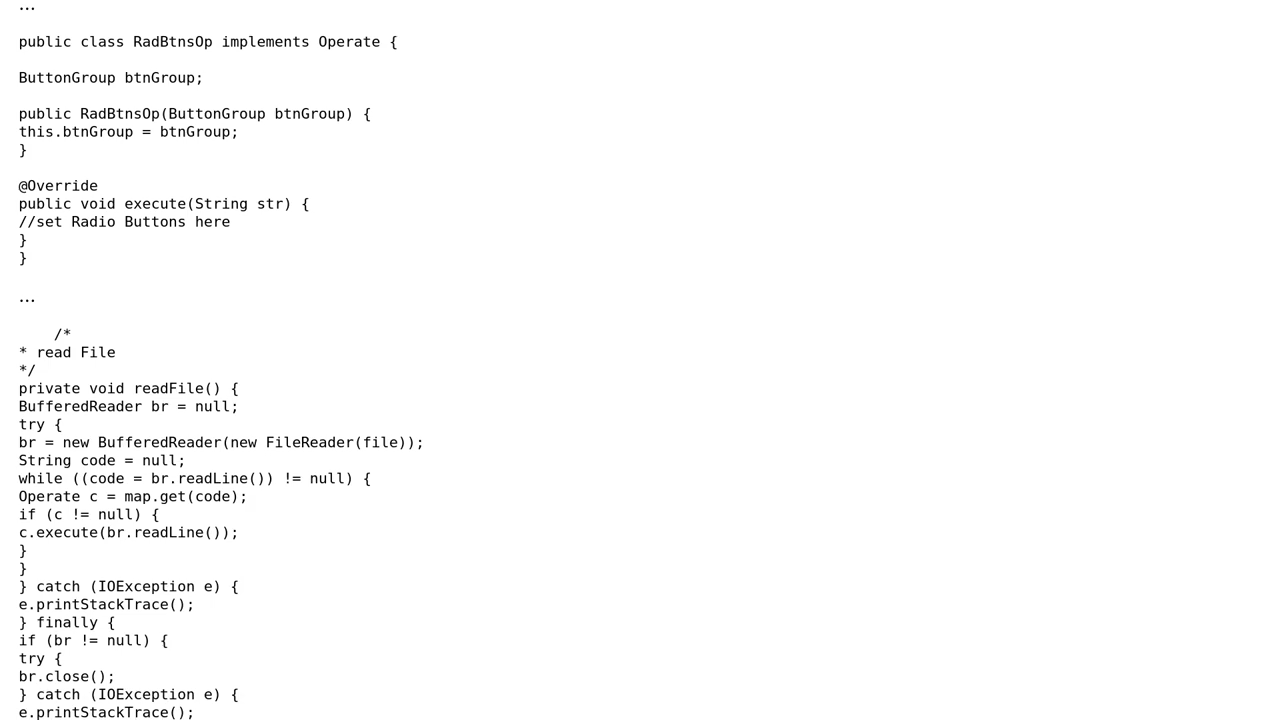 ...
public class RadBtnsOp implements Operate {
ButtonGroup btnGroup;
public RadBtnsOp(ButtonGroup btnGroup) {
this.btnGroup = btnGroup;
}
@Override
public void execute(String str) {
//set Radio Buttons here
}
}
...
/*
* read File
*/
private void readFile() {
BufferedReader br = null;
try {
br = new BufferedReader(new FileReader(file));
String code = null;
while ((code = br.readLine()) != null) {
Operate c = map.get(code);
if (c != null) {
c.execute(br.readLine());
}
}
} catch (IOException e) {
e.printStackTrace();
} finally {
if (br != null) {
try {
br.close();
} catch (IOException e) {
e.printStackTrace();